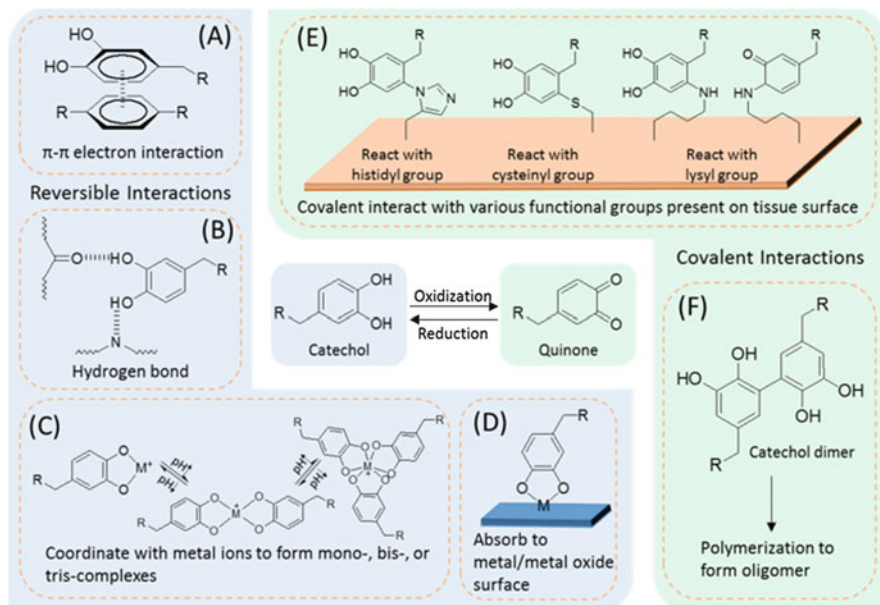 (A)
HO
HO
R
R
R
π-π electron interaction
Reversible Interactions
(B)
O
HO
HO
R
N
Hydrogen bond
(C)
R
O
O
M⁺
pH↑
pH↓
R
O
O
M⁺
O
O
R
pH↑
pH↓
R
O
O
R
O
O
M⁺
O
O
R
Coordinate with metal ions to form mono-, bis-, or
tris-complexes
(D)
R
O
O
M
Absorb to
metal/metal oxide
surface
R
OH
OH
Catechol
Oxidization
Reduction
R
O
O
Quinone
(E)
HO
HO
R
N
N
React with
histidyl group
HO
HO
R
S
React with
cysteinyl group
HO
HO
R
NH
O
R
HN
React with
lysyl group
Covalent interact with various functional groups present on tissue surface
Covalent Interactions
(F)
R
OH
HO
OH
OH
R
Catechol dimer
Polymerization to
form oligomer